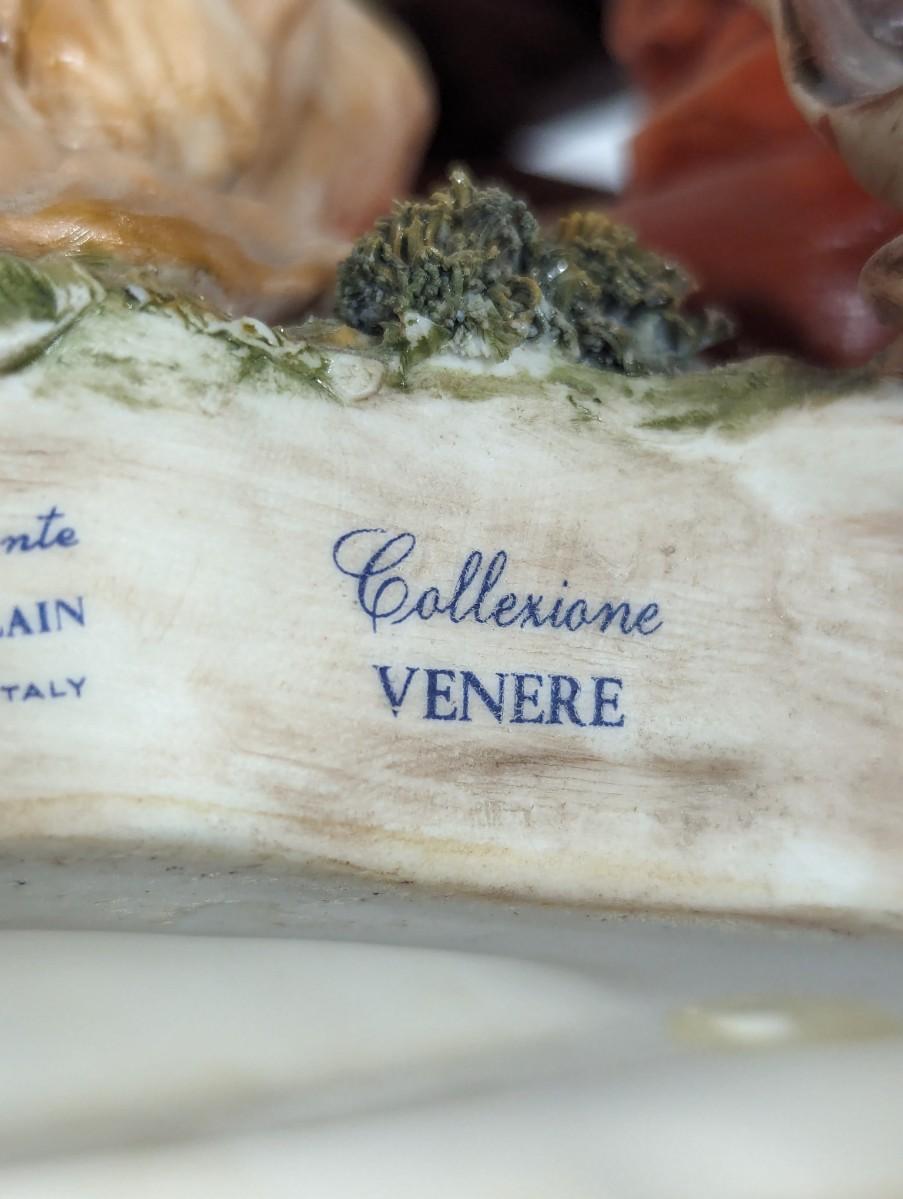 nte
LAIN
TALY
Collezione
VENERE